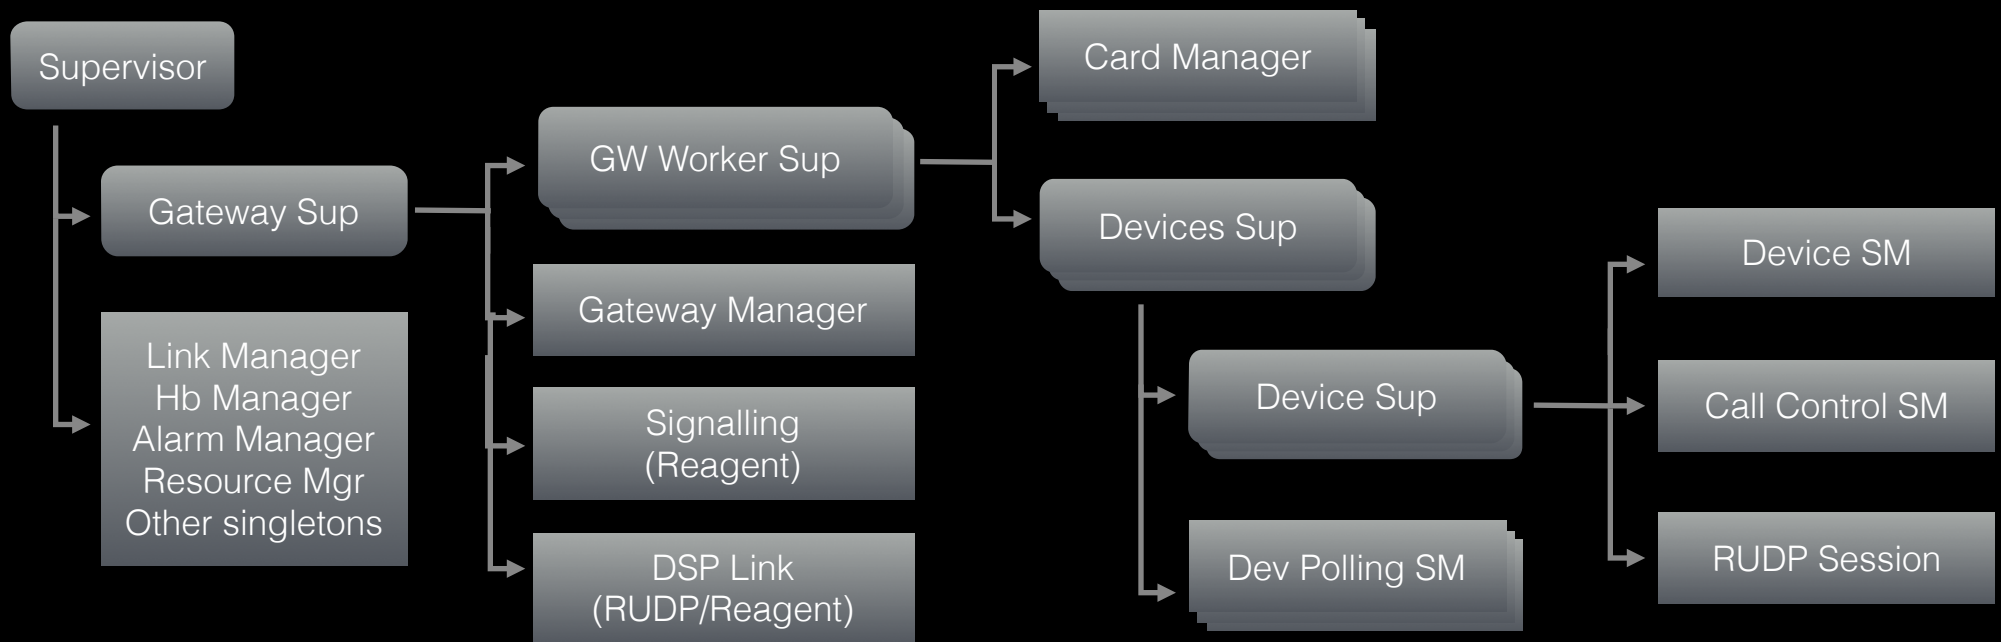 Supervisor
Gateway Sup
Link Manager
Hb Manager
Alarm Manager
Resource Mgr
Other singletons
GW Worker Sup
Gateway Manager
Signalling
(Reagent)
DSP Link
(RUDP/Reagent)
Card Manager
Devices Sup
Device Sup
Dev Polling SM
Device SM
Call Control SM
RUDP Session